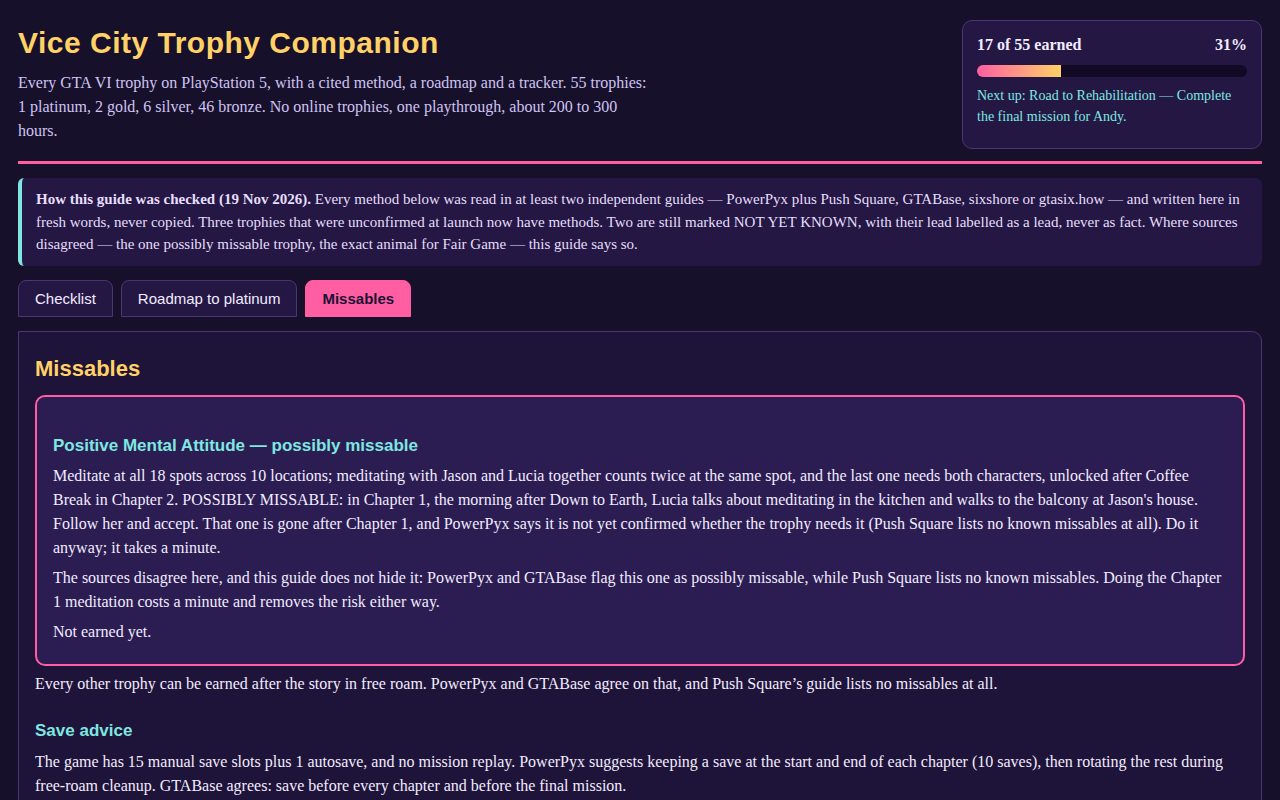 Vice City Trophy Companion
Every GTA VI trophy on PlayStation 5, with a cited method, a roadmap and a tracker. 55 trophies:
1 platinum, 2 gold, 6 silver, 46 bronze. No online trophies, one playthrough, about 200 to 300
hours.
17 of 55 earned 31%
Next up: Road to Rehabilitation — Complete
the final mission for Andy.
How this guide was checked (19 Nov 2026). Every method below was read in at least two independent guides — PowerPyx plus Push Square, GTABase, sixshore or gtasix.how — and written here in
fresh words, never copied. Three trophies that were unconfirmed at launch now have methods. Two are still marked NOT YET KNOWN, with their lead labelled as a lead, never as fact. Where sources
disagreed — the one possibly missable trophy, the exact animal for Fair Game — this guide says so.
Checklist
Roadmap to platinum
Missables
Missables
Positive Mental Attitude — possibly missable
Meditate at all 18 spots across 10 locations; meditating with Jason and Lucia together counts twice at the same spot, and the last one needs both characters, unlocked after Coffee
Break in Chapter 2. POSSIBLY MISSABLE: in Chapter 1, the morning after Down to Earth, Lucia talks about meditating in the kitchen and walks to the balcony at Jason's house.
Follow her and accept. That one is gone after Chapter 1, and PowerPyx says it is not yet confirmed whether the trophy needs it (Push Square lists no known missables at all). Do it
anyway; it takes a minute.
The sources disagree here, and this guide does not hide it: PowerPyx and GTABase flag this one as possibly missable, while Push Square lists no known missables. Doing the Chapter
1 meditation costs a minute and removes the risk either way.
Not earned yet.
Every other trophy can be earned after the story in free roam. PowerPyx and GTABase agree on that, and Push Square’s guide lists no missables at all.
Save advice
The game has 15 manual save slots plus 1 autosave, and no mission replay. PowerPyx suggests keeping a save at the start and end of each chapter (10 saves), then rotating the rest during
free-roam cleanup. GTABase agrees: save before every chapter and before the final mission.